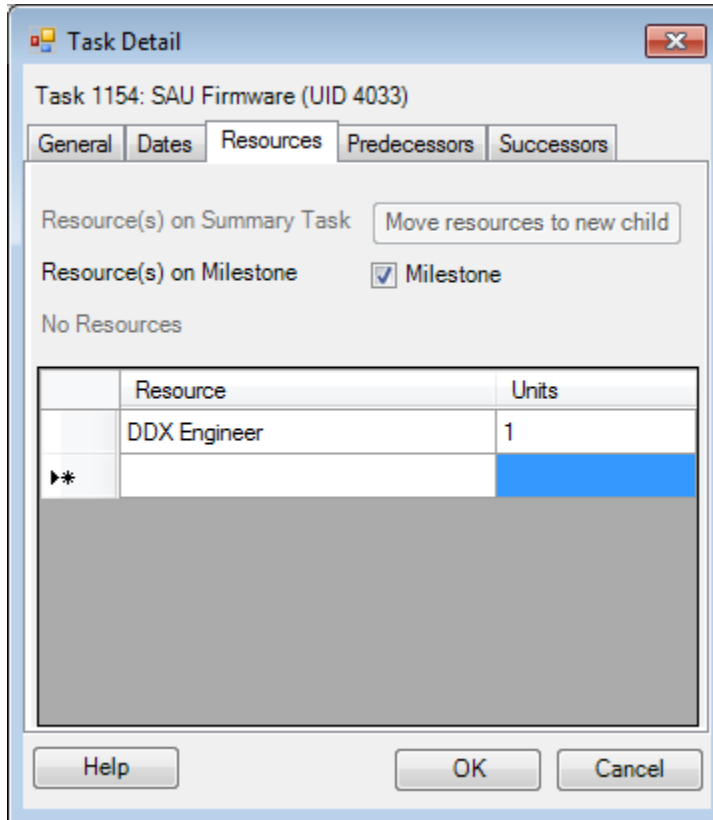 Task Detail
Task 1154: SAU Firmware (UID 4033)
General Dates Resources Predecessors Successors
Resource(s) on Summary Task Move resources to new child
Resource(s) on Milestone Milestone
No Resources
Resource Units
DDX Engineer 1
Help OK Cancel